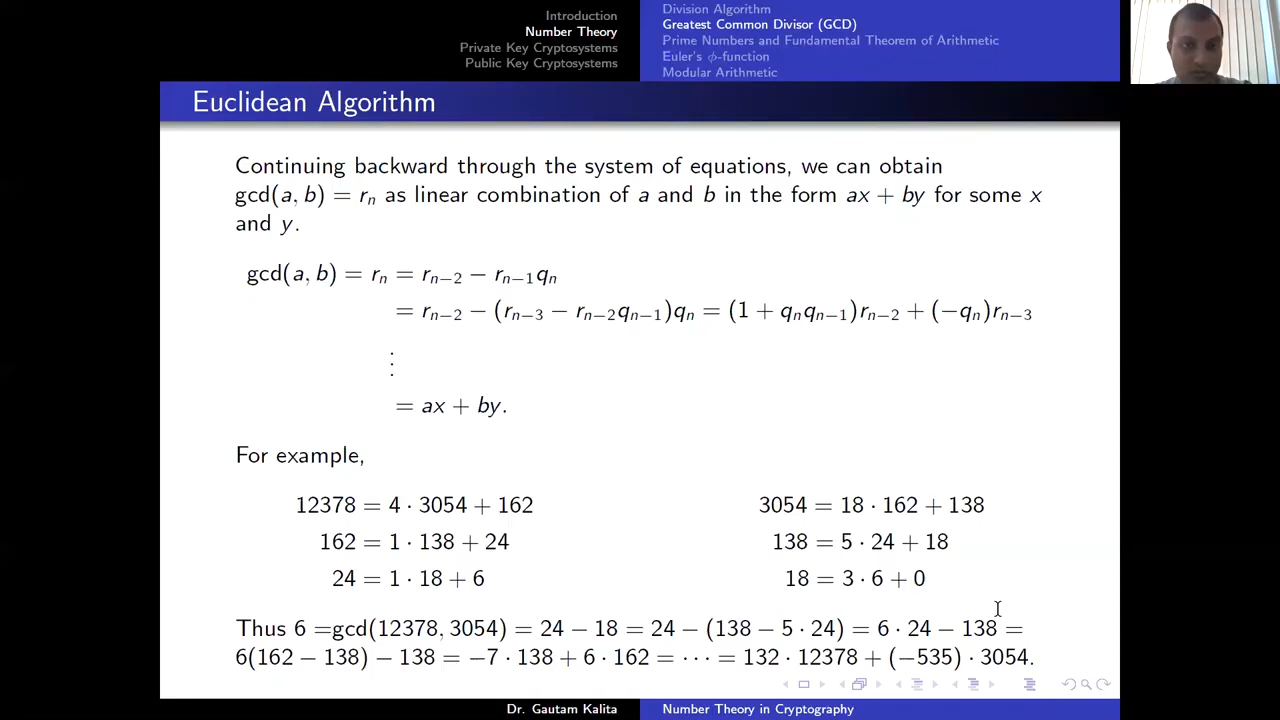 Introduction
Number Theory
Private Key Cryptosystems
Public Key Cryptosystems
Division Algorithm
Greatest Common Divisor (GCD)
Prime Numbers and Fundamental Theorem of Arithmetic
Euler's ϕ-function
Modular Arithmetic
Euclidean Algorithm
Continuing backward through the system of equations, we can obtain
gcd(a, b) = rₙ as linear combination of a and b in the form ax + by for some x
and y.
gcd(a, b) = rₙ = rₙ₋₂ − rₙ₋₁qₙ
= rₙ₋₂ − (rₙ₋₃ − rₙ₋₂qₙ₋₁)qₙ = (1 + qₙqₙ₋₁)rₙ₋₂ + (−qₙ)rₙ₋₃
⋮
= ax + by.
For example,
12378 = 4 · 3054 + 162 3054 = 18 · 162 + 138
162 = 1 · 138 + 24 138 = 5 · 24 + 18
24 = 1 · 18 + 6 18 = 3 · 6 + 0
Thus 6 =gcd(12378, 3054) = 24 − 18 = 24 − (138 − 5 · 24) = 6 · 24 − 138 =
6(162 − 138) − 138 = −7 · 138 + 6 · 162 = · · · = 132 · 12378 + (−535) · 3054.
Dr. Gautam Kalita Number Theory in Cryptography